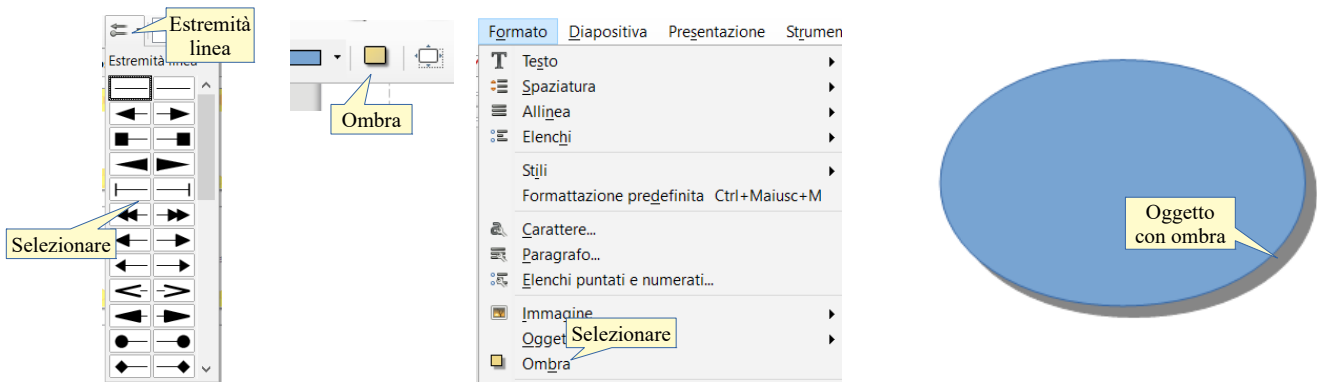 Estremità
linea
Estremità linea
Selezionare
Ombra
Formato Diapositiva Presentazione Strumen
Testo
Spaziatura
Allinea
Elenchi
Stili
Formattazione predefinita Ctrl+Maiusc+M
Carattere...
Paragrafo...
Elenchi puntati e numerati...
Immagine
Ogget
Selezionare
Ombra
Oggetto
con ombra